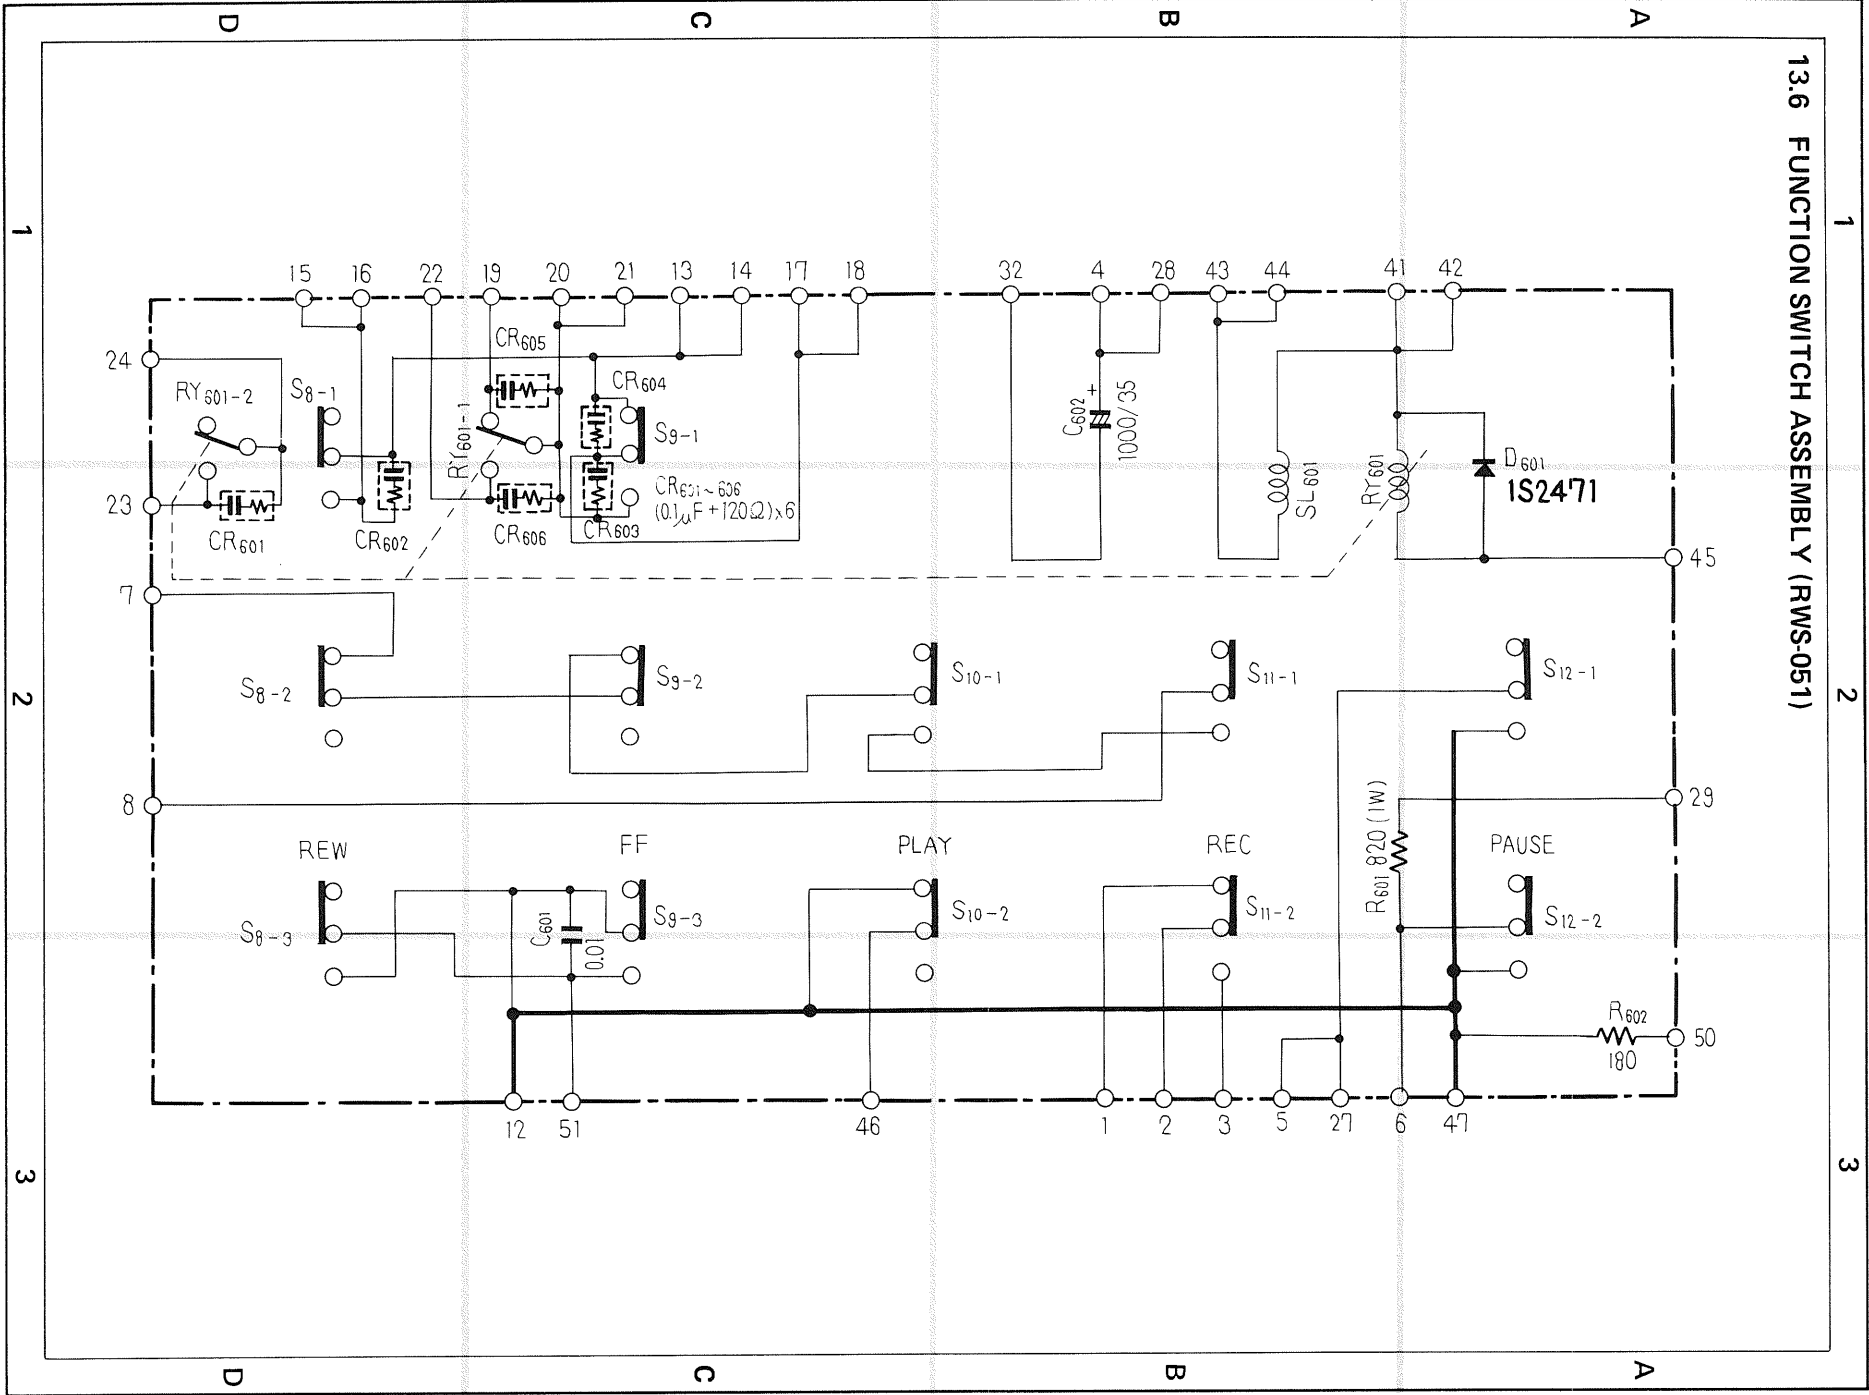 D C B A
13.6 FUNCTION SWITCH ASSEMBLY (RWS-051)
1 1
15 16 22 19 20 21 13 14 17 18 32 4 28 43 44 41 42
CR605
24
RY601-2
S8-1
RY601-1
CR604
S9-1
C602
+
1000/35
SL601
RY601
D601
1S2471
23
CR601~606
(0.1µF+120Ω)×6
CR601
CR602
CR606
CR603
45
7
S8-2
S9-2
S10-1
S11-1
S12-1
2 2
8
29
R601 820 (1W)
REW FF PLAY REC PAUSE
S8-3
C601
0.01
S9-3
S10-2
S11-2
S12-2
R602
180
50
12 51 46 1 2 3 5 27 6 47
3 3
D C B A